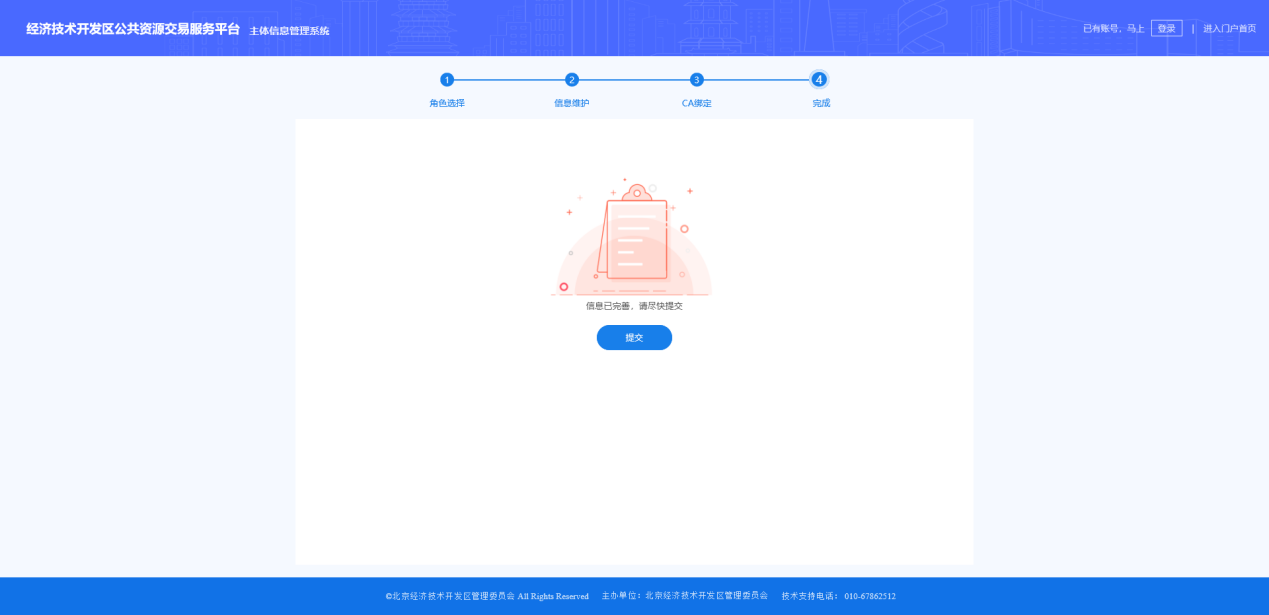 经济技术开发区公共资源交易服务平台 主体信息管理系统 已有账号，马上 登录 | 进入门户首页
1 2 3 4
角色选择 信息维护 CA绑定 完成
信息已完善，请尽快提交
提交
©北京经济技术开发区管理委员会 All Rights Reserved 主办单位：北京经济技术开发区管理委员会 技术支持电话： 010-67862512